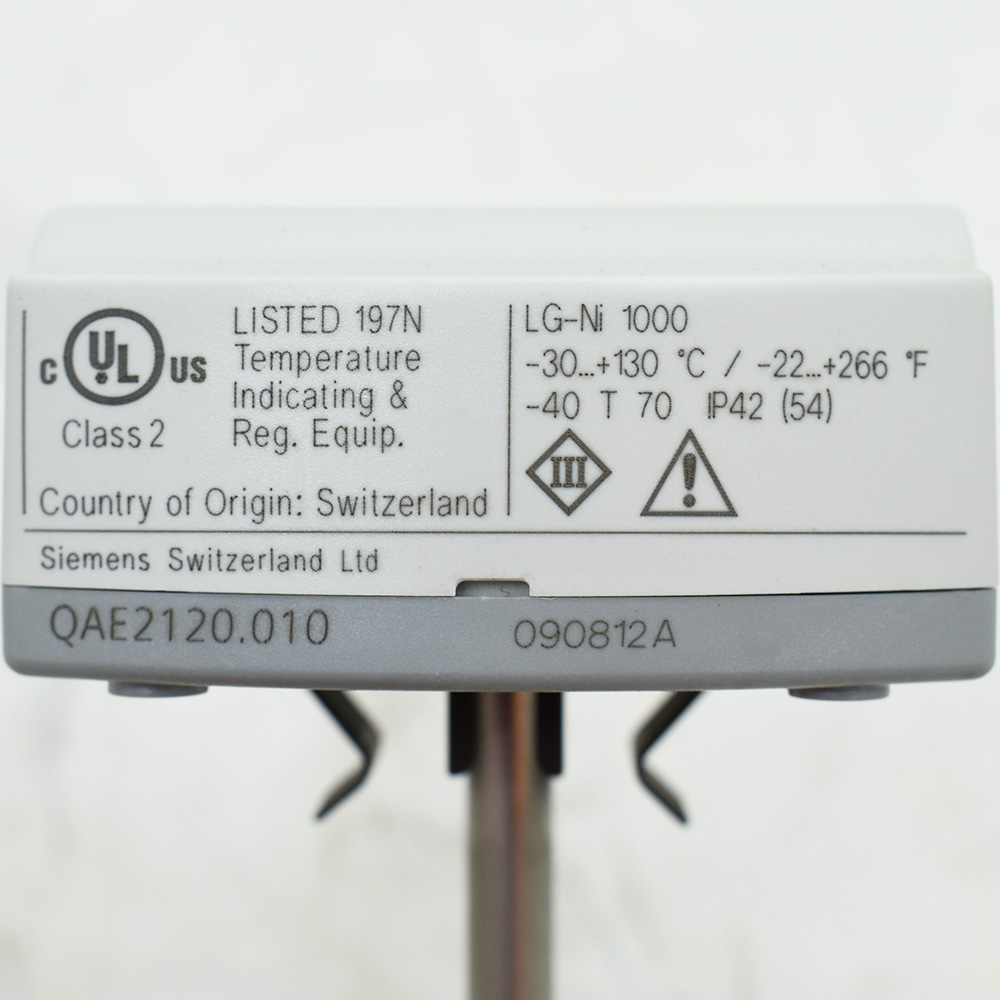 c UL US
Class 2
LISTED 197N
Temperature
Indicating &
Reg. Equip.
Country of Origin: Switzerland
LG-Ni 1000
-30...+130 °C / -22...+266 °F
-40 T 70 IP42 (54)
III
!
Siemens Switzerland Ltd
QAE2120.010
090812A